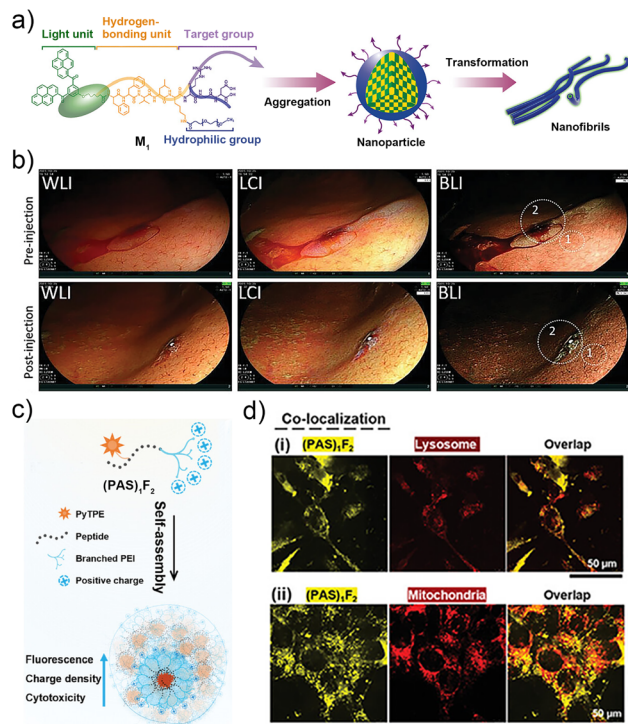 a)
Light unit
Hydrogen-bonding unit
Target group
M1
Hydrophilic group
Aggregation
Nanoparticle
Transformation
Nanofibrils
b)
Pre-injection
WLI
LCI
BLI
2
1
Post-injection
WLI
LCI
BLI
2
1
c)
(PAS)1F2
PyTPE
Peptide
Branched PEI
Positive charge
Self-assembly
Fluorescence
Charge density
Cytotoxicity
d)
Co-localization
(i)
(PAS)1F2
Lysosome
Overlap
50 µm
(ii)
(PAS)1F2
Mitochondria
Overlap
50 µm